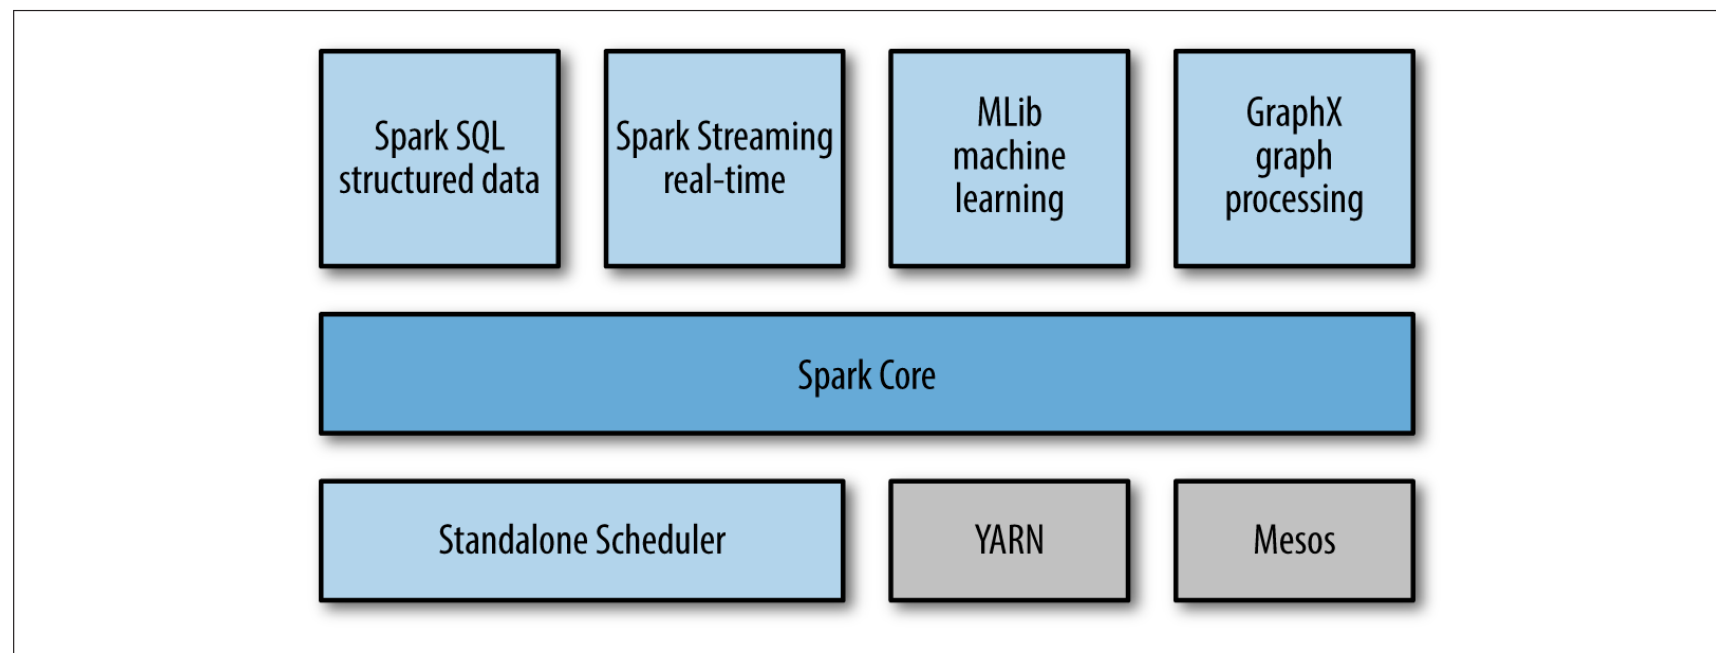 Spark SQL
structured data
Spark Streaming
real-time
MLib
machine
learning
GraphX
graph
processing
Spark Core
Standalone Scheduler
YARN
Mesos